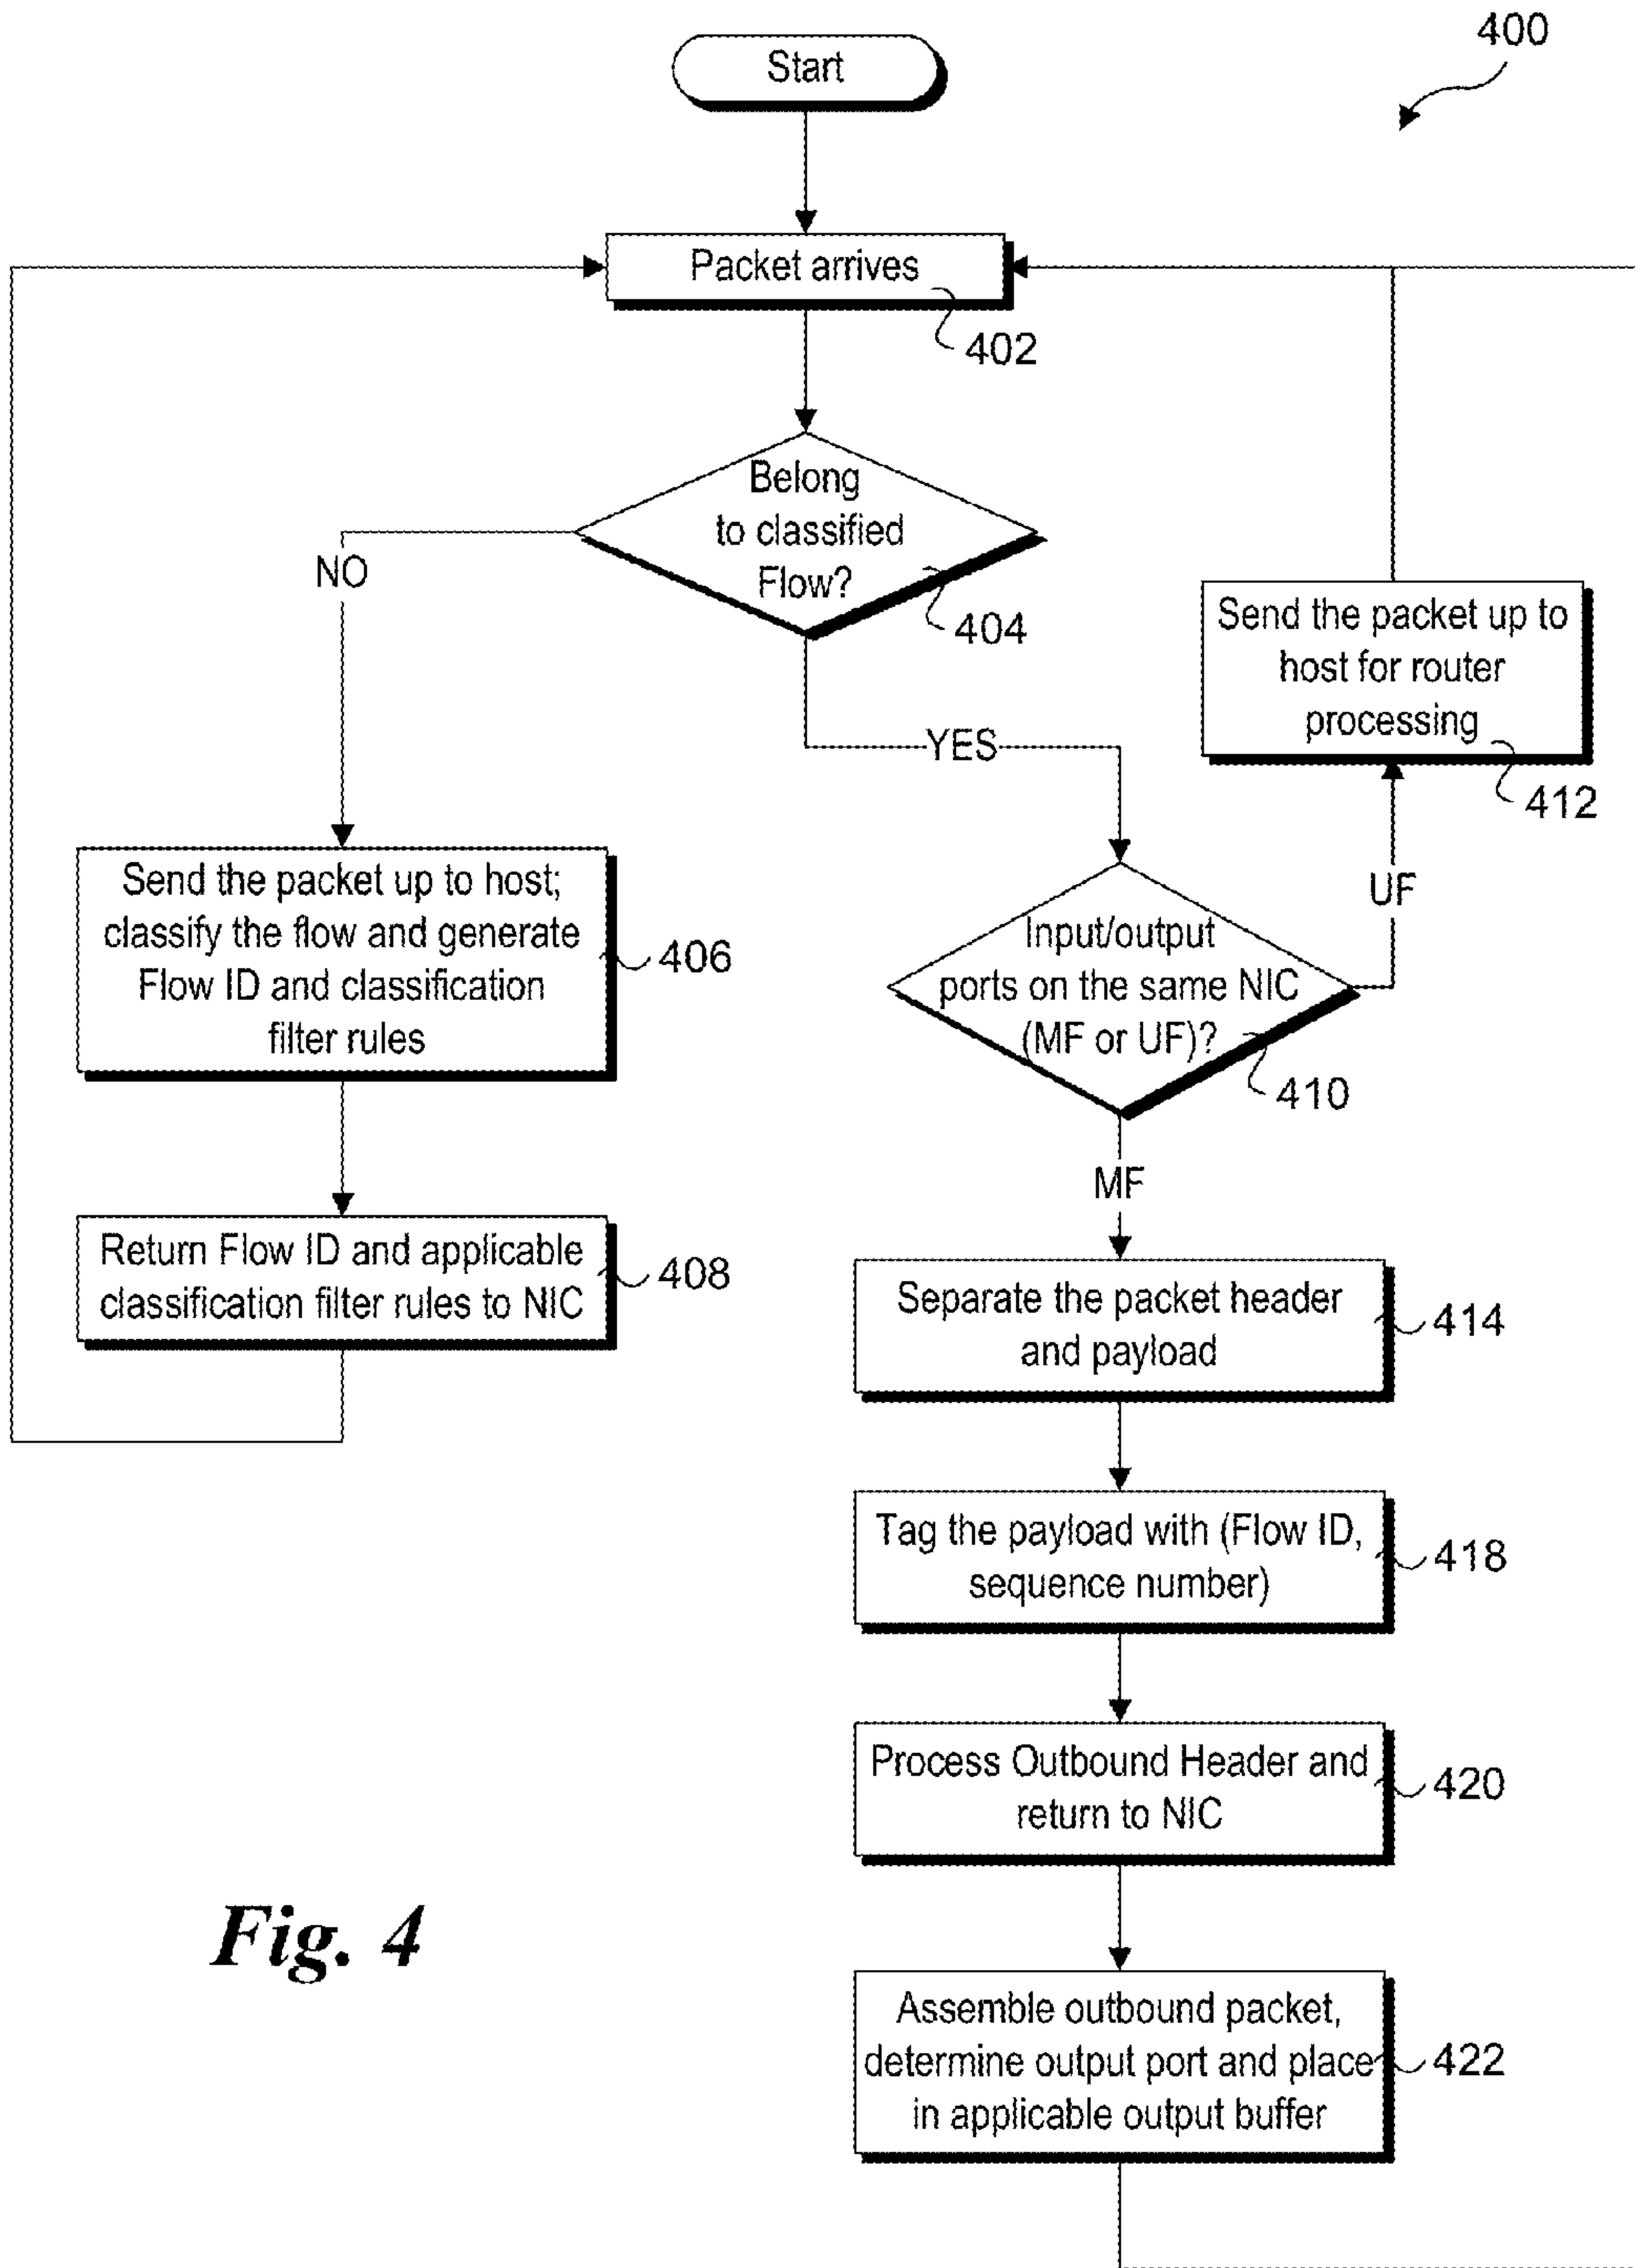 400
Start
Packet arrives
402
Belong
to classified
Flow?
404
NO
YES
Send the packet up to
host for router
processing
412
UF
Send the packet up to host;
classify the flow and generate
Flow ID and classification
filter rules
406
Input/output
ports on the same NIC
(MF or UF)?
410
MF
Return Flow ID and applicable
classification filter rules to NIC
408
Separate the packet header
and payload
414
Tag the payload with (Flow ID,
sequence number)
418
Process Outbound Header and
return to NIC
420
Assemble outbound packet,
determine output port and place
in applicable output buffer
422
Fig. 4